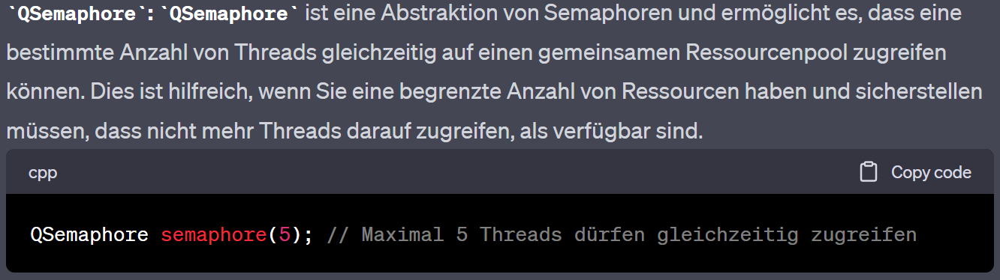 `QSemaphore`: `QSemaphore` ist eine Abstraktion von Semaphoren und ermöglicht es, dass eine
bestimmte Anzahl von Threads gleichzeitig auf einen gemeinsamen Ressourcenpool zugreifen
können. Dies ist hilfreich, wenn Sie eine begrenzte Anzahl von Ressourcen haben und sicherstellen
müssen, dass nicht mehr Threads darauf zugreifen, als verfügbar sind.
cpp Copy code
QSemaphore semaphore(5); // Maximal 5 Threads dürfen gleichzeitig zugreifen